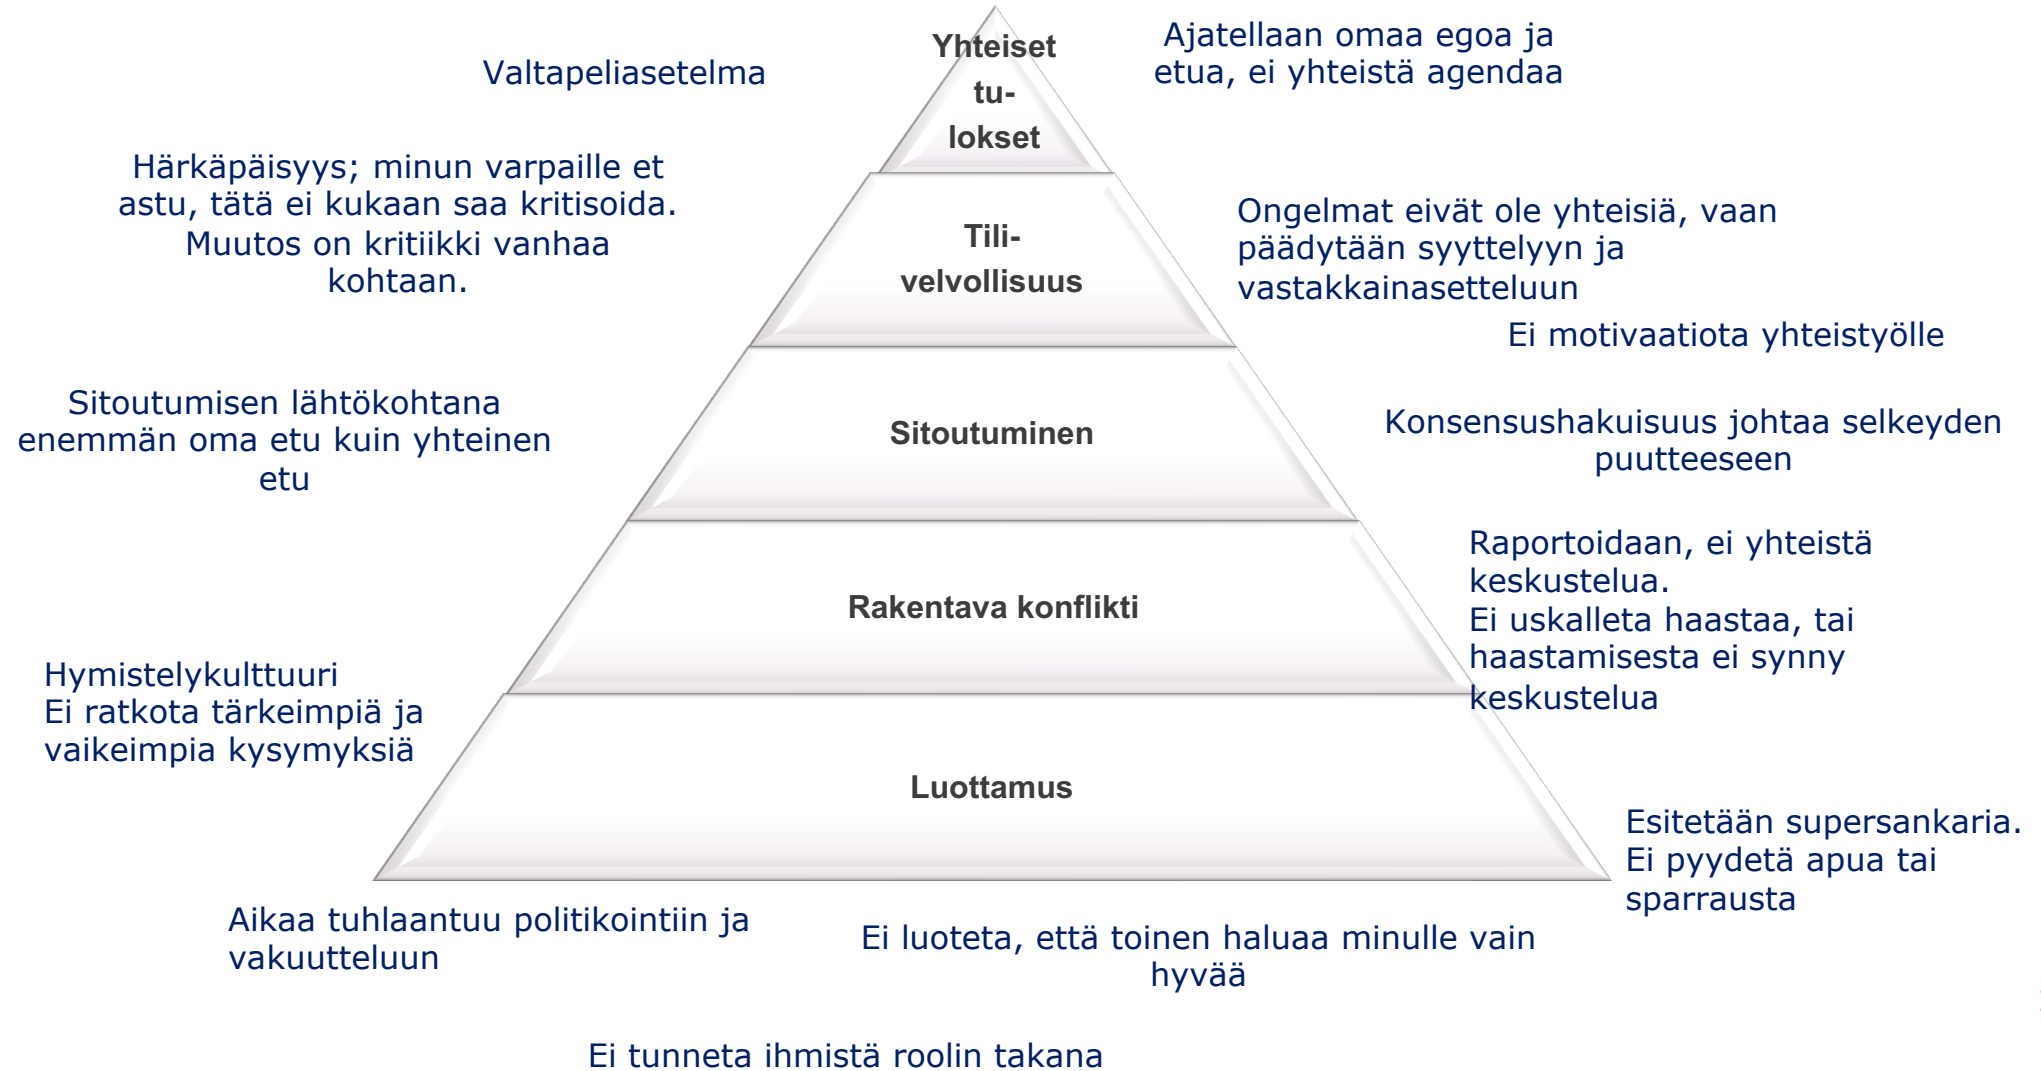 Yhteiset
tu-
lokset
Valtapeliasetelma
Ajatellaan omaa egoa ja
etua, ei yhteistä agendaa
Härkäpäisyys; minun varpaille et
astu, tätä ei kukaan saa kritisoida.
Muutos on kritiikki vanhaa
kohtaan.
Tili-
velvollisuus
Ongelmat eivät ole yhteisiä, vaan
päädytään syyttelyyn ja
vastakkainasetteluun
Ei motivaatiota yhteistyölle
Sitoutumisen lähtökohtana
enemmän oma etu kuin yhteinen
etu
Sitoutuminen
Konsensushakuisuus johtaa selkeyden
puutteeseen
Rakentava konflikti
Raportoidaan, ei yhteistä
keskustelua.
Ei uskalleta haastaa, tai
haastamisesta ei synny
keskustelua
Hymistelykulttuuri
Ei ratkota tärkeimpiä ja
vaikeimpia kysymyksiä
Luottamus
Esitetään supersankaria.
Ei pyydetä apua tai
sparrausta
Aikaa tuhlaantuu politikointiin ja
vakuutteluun
Ei luoteta, että toinen haluaa minulle vain
hyvää
Ei tunneta ihmistä roolin takana